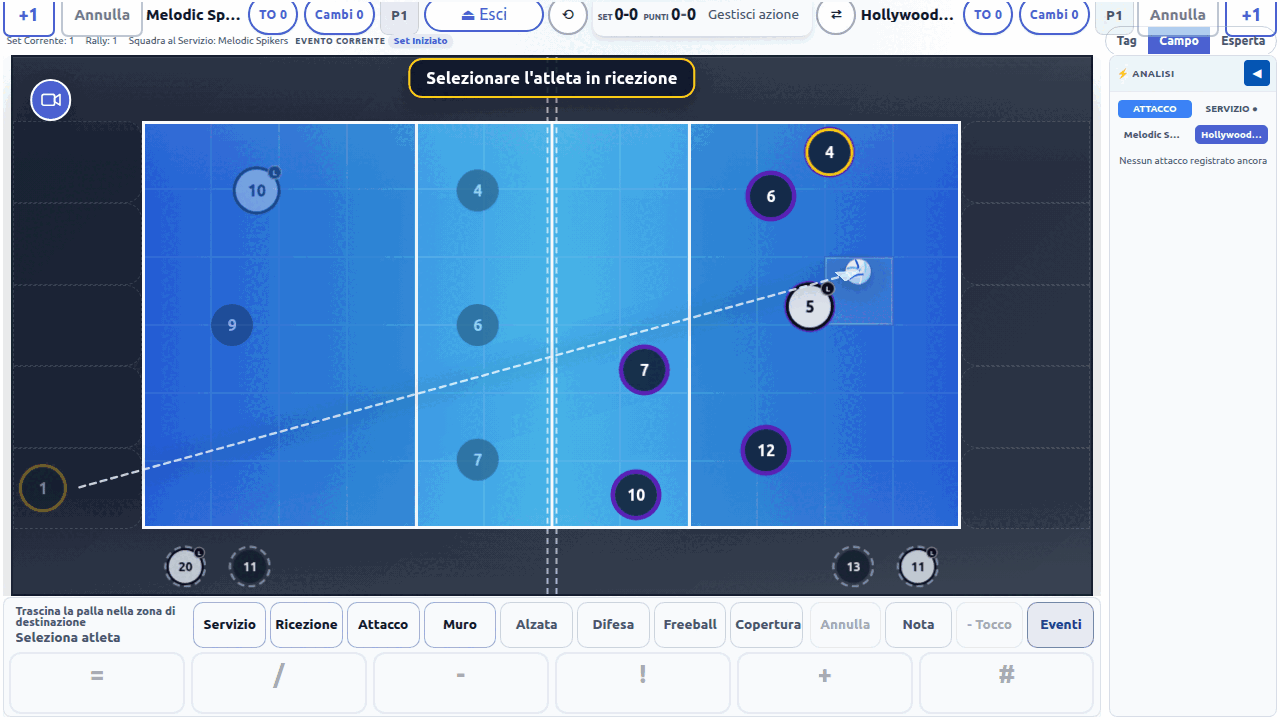 +1 Annulla Melodic Sp... TO 0 Cambi 0 P1 ⏏ Esci ⟲ SET 0-0 PUNTI 0-0 Gestisci azione ⇄ Hollywood... TO 0 Cambi 0 P1 Annulla +1
Set Corrente: 1 Rally: 1 Squadra al Servizio: Melodic Spikers EVENTO CORRENTE Set Iniziato
Tag Campo Esperta
Selezionare l'atleta in ricezione
⚡ ANALISI ◀
ATTACCO SERVIZIO ●
Melodic S... Hollywood...
Nessun attacco registrato ancora
4
10 L 4 6
5 L
9 6
7
7 12
1 10
20 L 11 13 11 L
Trascina la palla nella zona di
destinazione
Seleziona atleta
Servizio Ricezione Attacco Muro Alzata Difesa Freeball Copertura Annulla Nota - Tocco Eventi
= / - ! + #